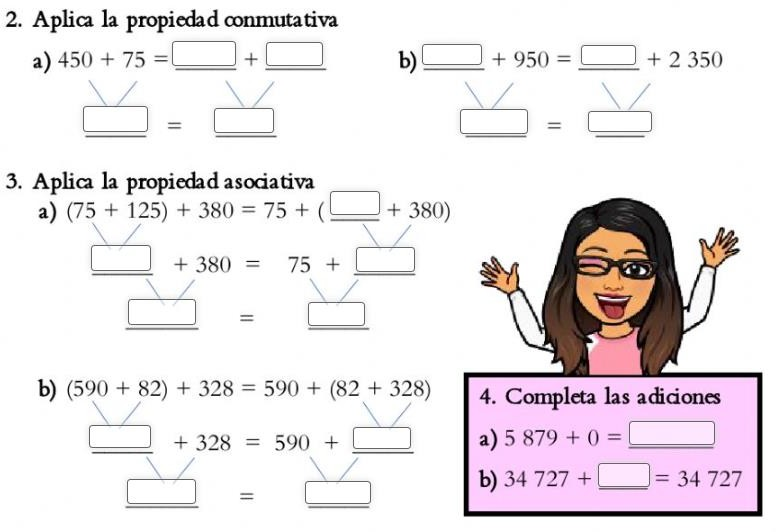 2. Aplica la propiedad conmutativa
a) 450 + 75 = +
b) + 950 = + 2 350
=
=
3. Aplica la propiedad asociativa
a) (75 + 125) + 380 = 75 + ( + 380)
+ 380 = 75 +
=
b) (590 + 82) + 328 = 590 + (82 + 328)
+ 328 = 590 +
=
4. Completa las adiciones
a) 5 879 + 0 =
b) 34 727 + = 34 727